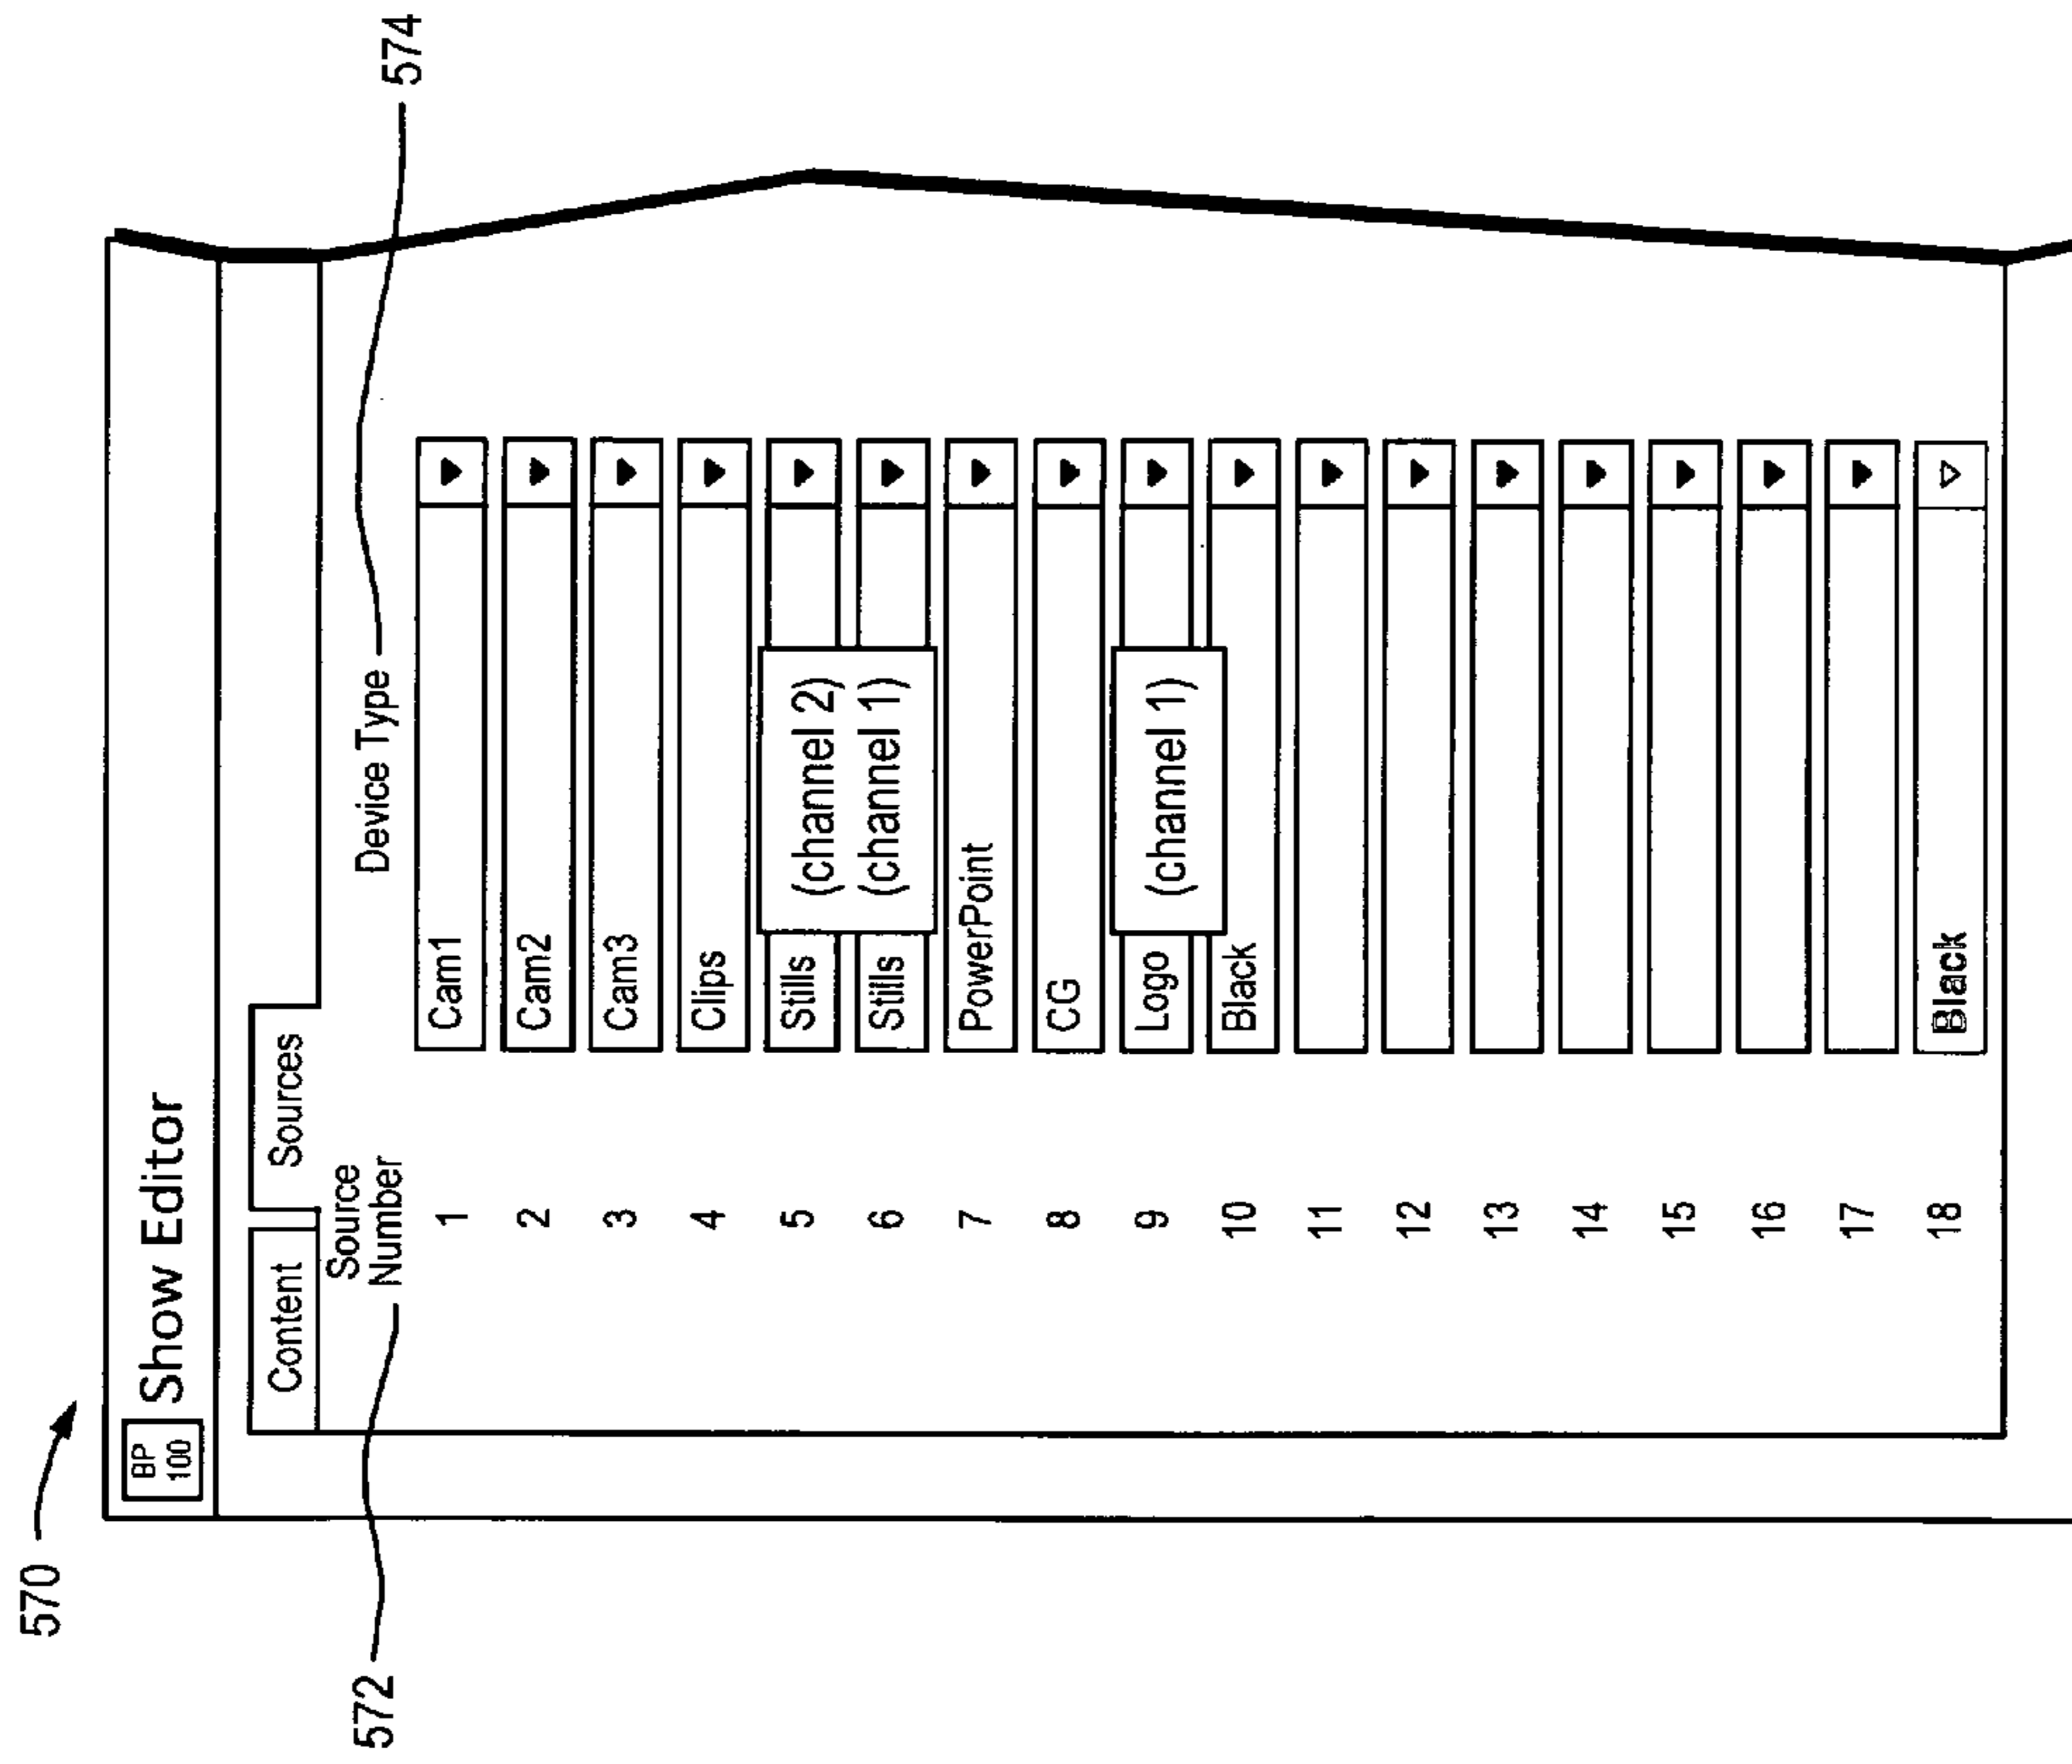 570
BP
100
Show Editor
Content
Sources
572
Source
Number
Device Type
574
1
Cam1
2
Cam2
3
Cam3
4
Clips
5
Stills
(channel 2)
6
Stills
(channel 1)
7
PowerPoint
8
CG
9
Logo
(channel 1)
10
Black
11
12
13
14
15
16
17
18
Black